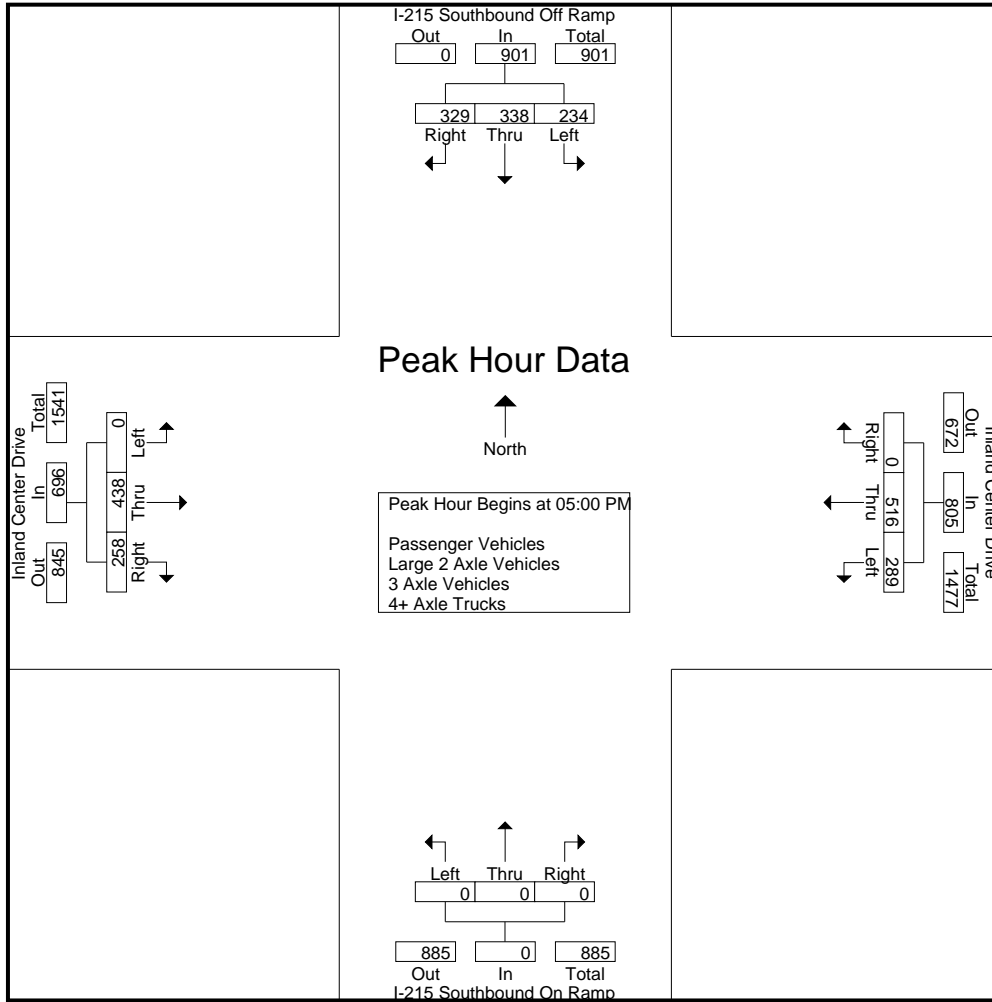 I-215 Southbound Off Ramp
Out In Total
0 901 901
329 338 234
Right Thru Left
Peak Hour Data
North
Peak Hour Begins at 05:00 PM
Passenger Vehicles
Large 2 Axle Vehicles
3 Axle Vehicles
4+ Axle Trucks
Inland Center Drive
Out In Total
845 696 1541
0 438 258
Left Thru Right
Inland Center Drive
Out In Total
672 805 1477
0 516 289
Right Thru Left
Left Thru Right
0 0 0
885 0 885
Out In Total
I-215 Southbound On Ramp